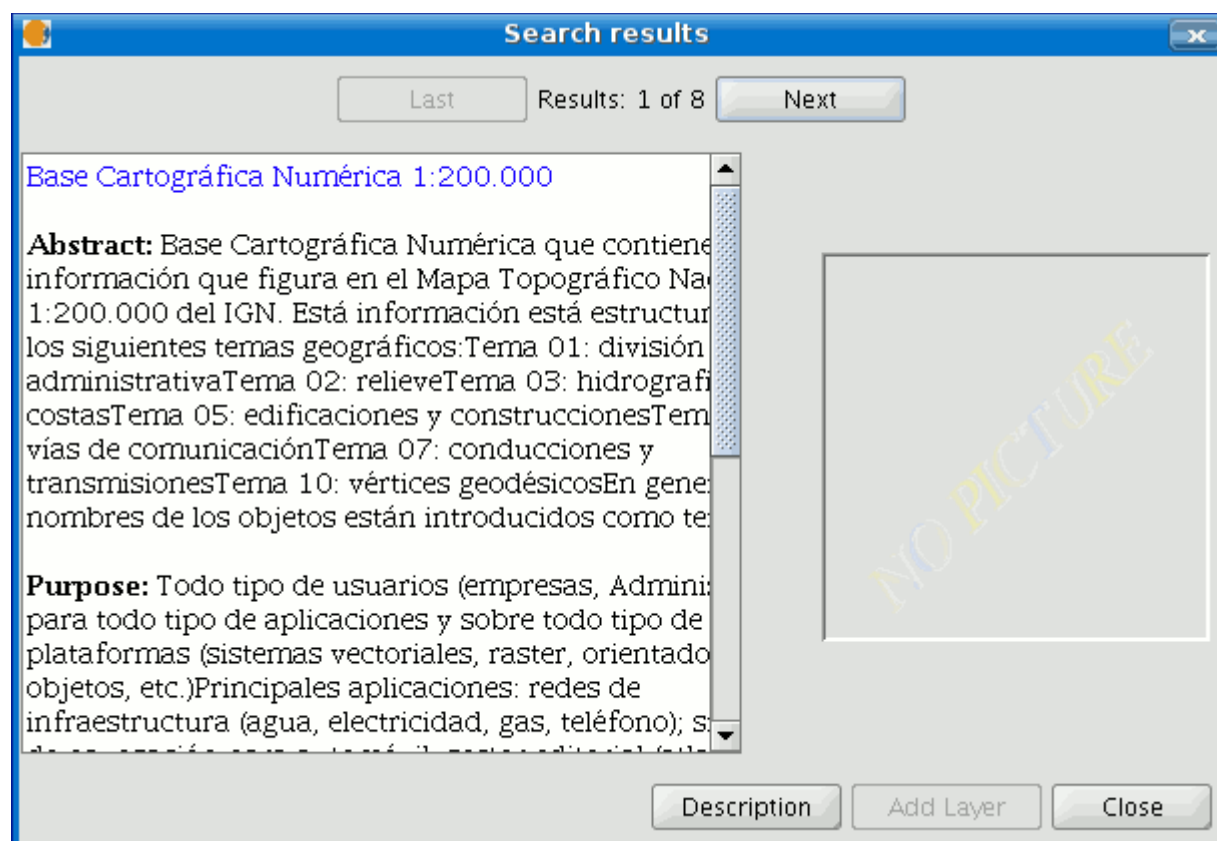 Search results
Last Results: 1 of 8 Next
Base Cartográfica Numérica 1:200.000
Abstract: Base Cartográfica Numérica que contiene
información que figura en el Mapa Topográfico Na
1:200.000 del IGN. Está información está estructur
los siguientes temas geográficos:Tema 01: división
administrativaTema 02: relieveTema 03: hidrografí
costasTema 05: edificaciones y construccionesTem
vías de comunicaciónTema 07: conducciones y
transmisionesTema 10: vértices geodésicosEn gene
nombres de los objetos están introducidos como te
Purpose: Todo tipo de usuarios (empresas, Admini
para todo tipo de aplicaciones y sobre todo tipo de
plataformas (sistemas vectoriales, raster, orientado
objetos, etc.)Principales aplicaciones: redes de
infraestructura (agua, electricidad, gas, teléfono); s
NO PICTURE
Description Add Layer Close